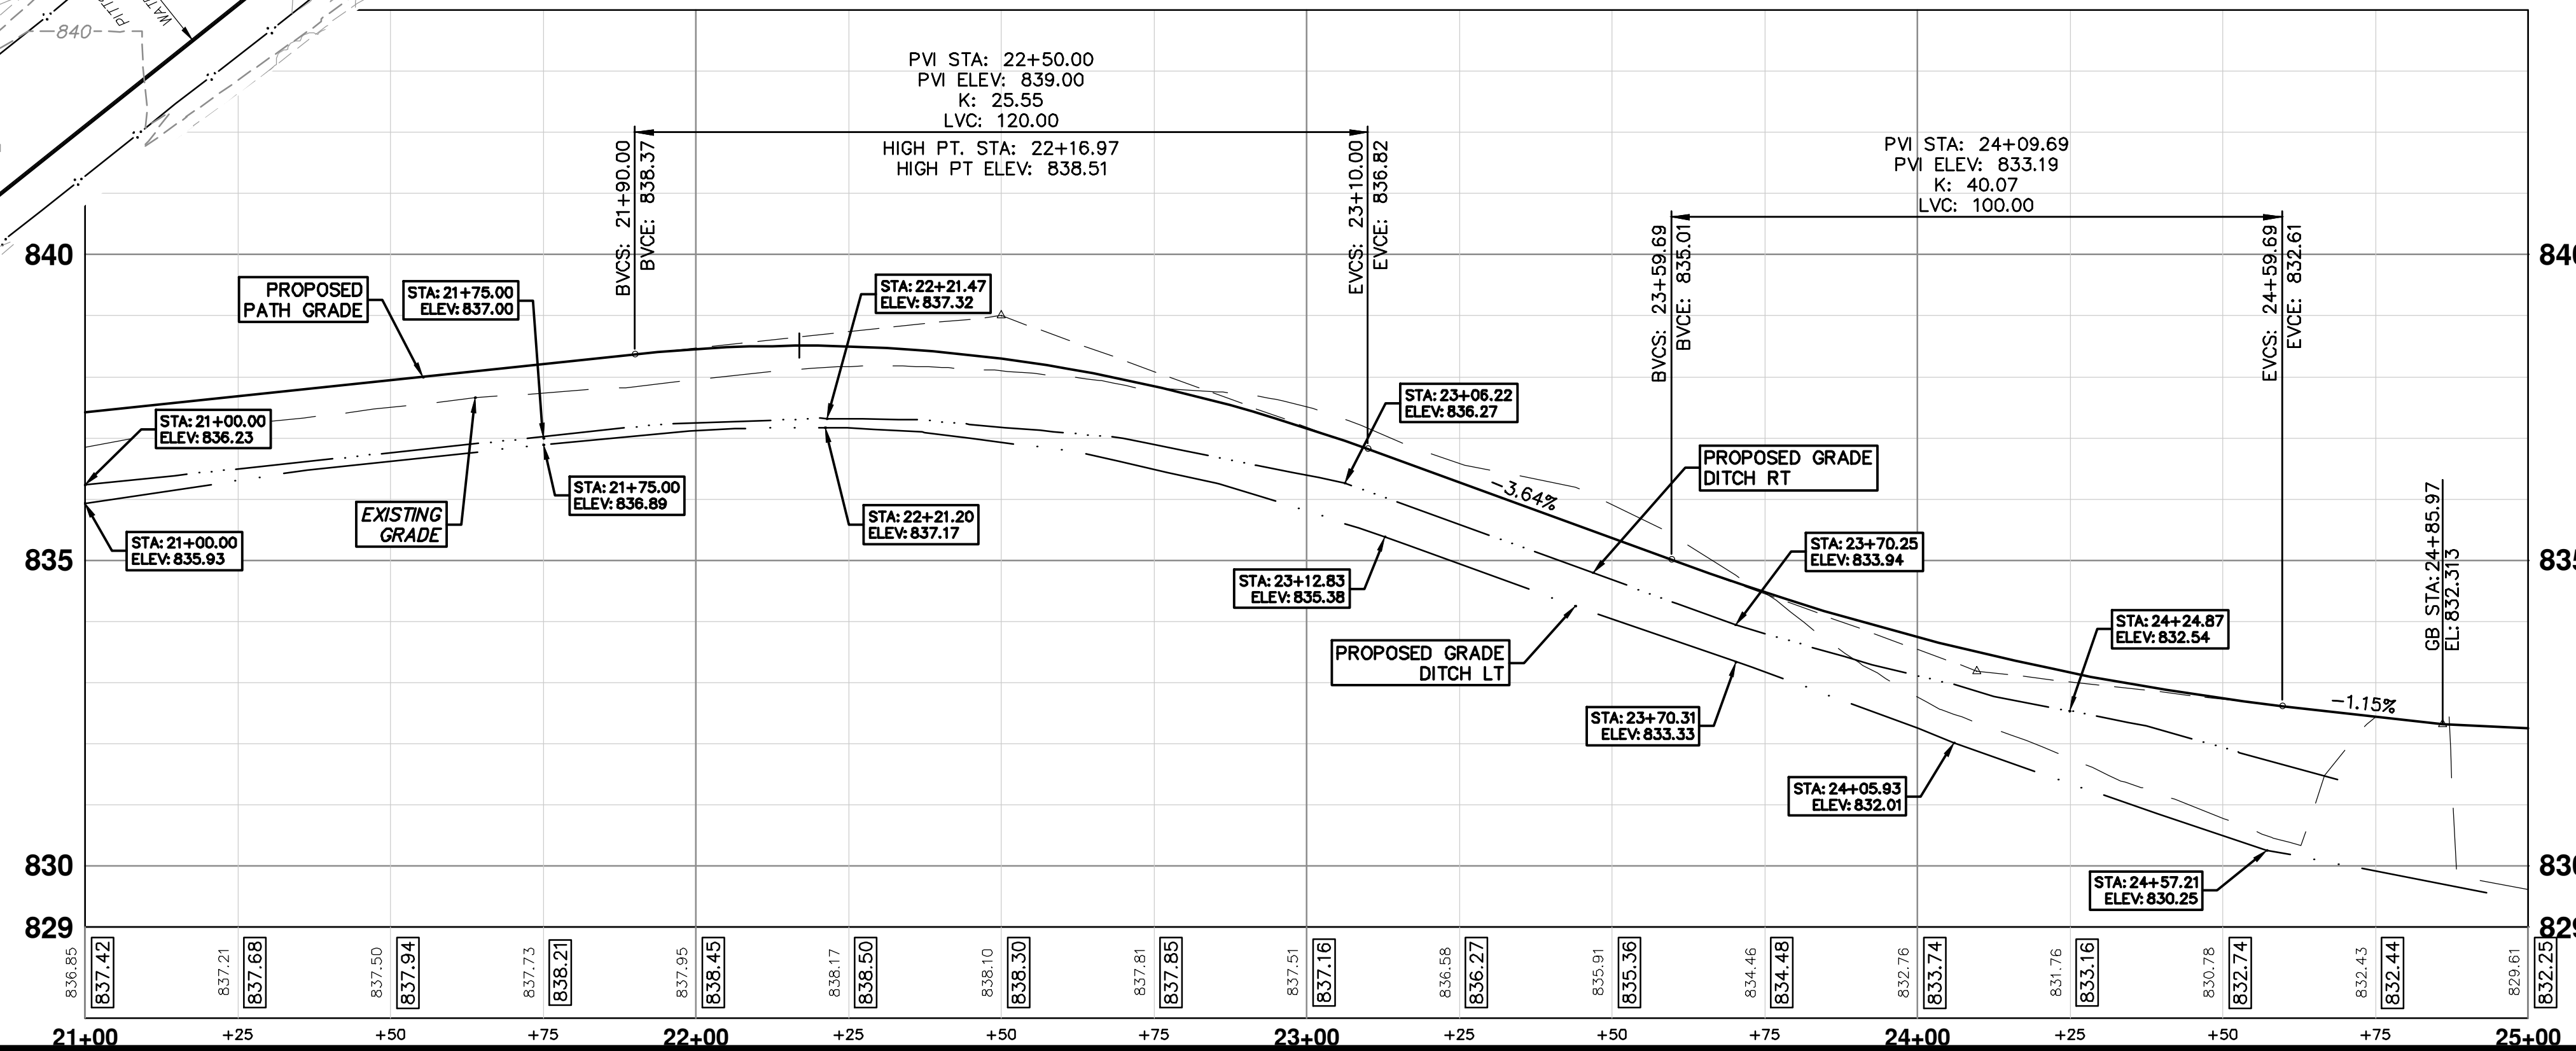 840
PVI STA: 22+50.00
PVI ELEV: 839.00
K: 25.55
LVC: 120.00
HIGH PT. STA: 22+16.97
HIGH PT ELEV: 838.51
BVCS: 21+90.00
BVCE: 838.37
EVCS: 23+10.00
EVCE: 836.82
PVI STA: 24+09.69
PVI ELEV: 833.19
K: 40.07
LVC: 100.00
BVCS: 23+59.69
BVCE: 835.01
EVCS: 24+59.69
EVCE: 832.61
GB STA: 24+85.97
EL: 832.313
840
835
830
829
PROPOSED
PATH GRADE
STA: 21+75.00
ELEV: 837.00
STA: 22+21.47
ELEV: 837.32
STA: 21+00.00
ELEV: 836.23
STA: 23+06.22
ELEV: 836.27
PROPOSED GRADE
DITCH RT
-3.64%
EXISTING
GRADE
STA: 21+75.00
ELEV: 836.89
STA: 22+21.20
ELEV: 837.17
STA: 21+00.00
ELEV: 835.93
STA: 23+12.83
ELEV: 835.38
STA: 23+70.25
ELEV: 833.94
PROPOSED GRADE
DITCH LT
STA: 24+24.87
ELEV: 832.54
STA: 23+70.31
ELEV: 833.33
-1.15%
STA: 24+05.93
ELEV: 832.01
STA: 24+57.21
ELEV: 830.25
836.85 837.42
837.21 837.68
837.50 837.94
837.73 838.21
837.95 838.45
838.17 838.50
838.10 838.30
837.81 837.85
837.51 837.16
836.58 836.27
835.91 835.36
834.46 834.48
832.76 833.74
831.76 833.16
830.78 832.74
832.43 832.44
829.61 832.25
21+00 +25 +50 +75 22+00 +25 +50 +75 23+00 +25 +50 +75 24+00 +25 +50 +75 25+00